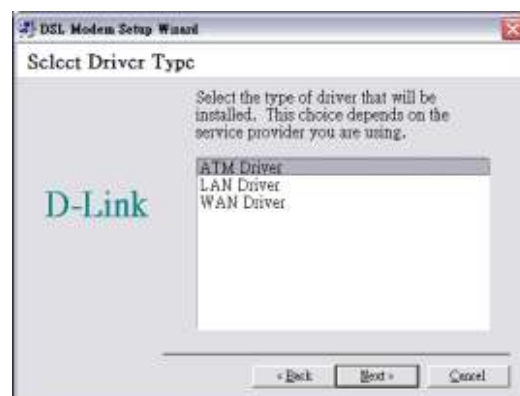 DSL Modem Setup Wizard
Select Driver Type
Select the type of driver that will be
installed. This choice depends on the
service provider you are using.
ATM Driver
LAN Driver
WAN Driver
D-Link
< Back
Next >
Cancel